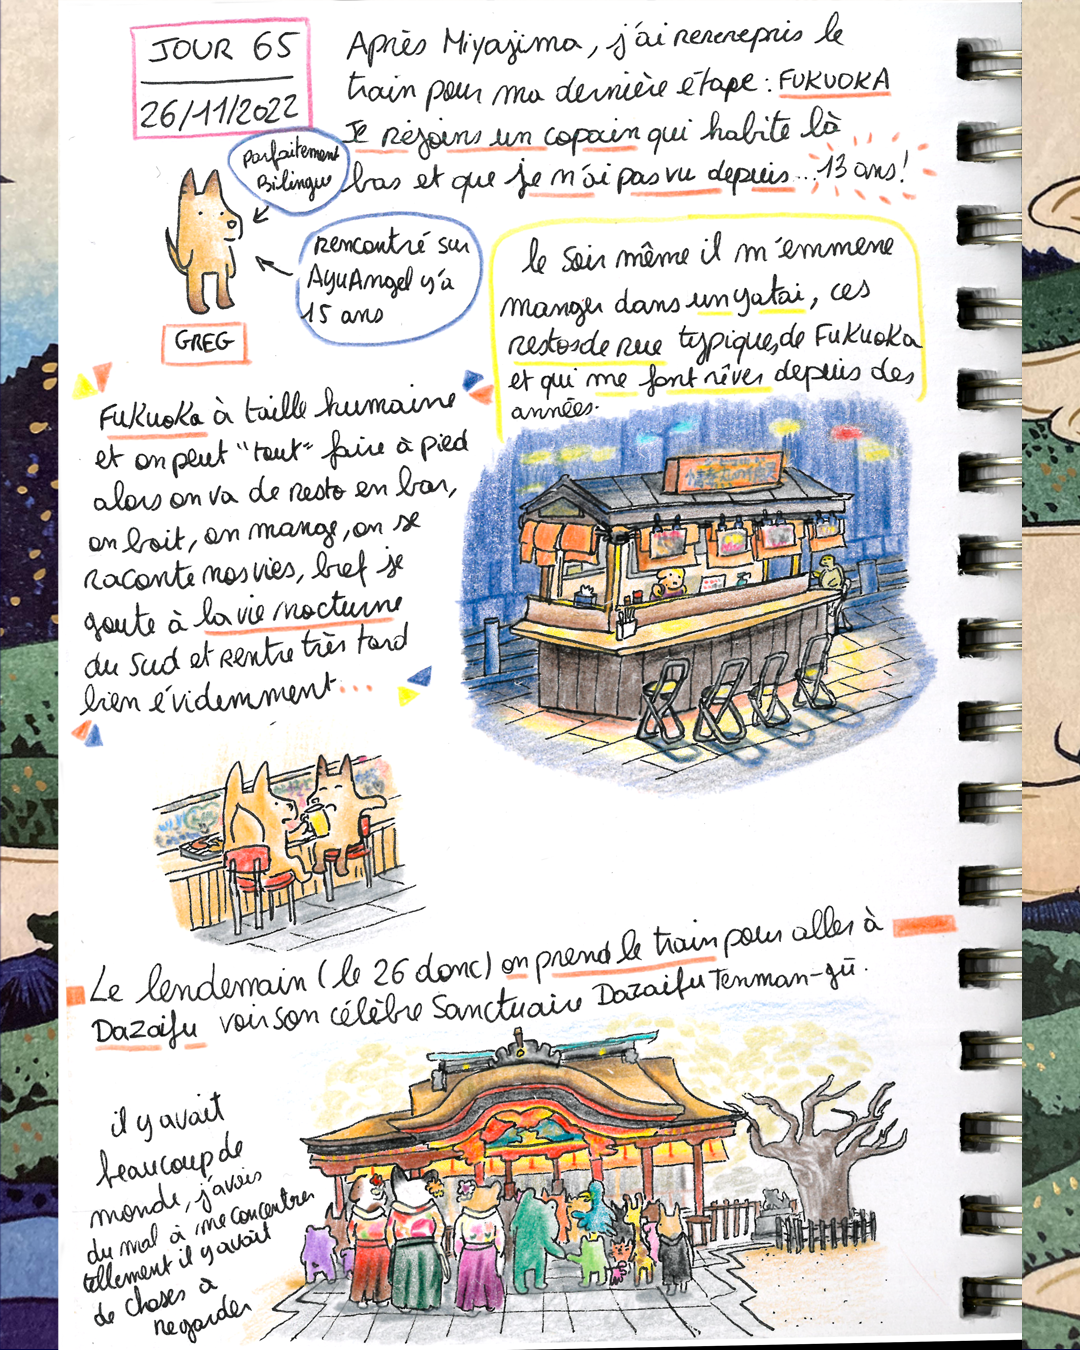 JOUR 65
26/11/2022
Après Miyajima, j'ai rererepris le
train pour ma dernière étape : FUKUOKA
Je rejoins un copain qui habite là
bas et que je n'ai pas vu depuis... 13 ans!
Parfaitement
Bilingue
rencontré sur
AyuAngel y'a
15 ans
GREG
le soir même il m'emmene
manger dans un yatai, ces
restos de rue typiques, de FUKUOKA
et qui me font rêver depuis des
années.
FUKUOKA à taille humaine
et on peut "tout" faire à pied
alors on va de resto en bar,
on boit, on mange, on se
raconte nos vies, bref je
goute à la vie nocturne
du sud et rentre très tard
bien évidemment...
Le lendemain (le 26 donc) on prend le train pour aller à
Dazaifu voir son célèbre Sanctuaire Dazaifu Tenman-gū.
il y avait
beaucoup de
monde, j'avais
du mal à me concentrer
tellement il y avait
de choses à
regarder